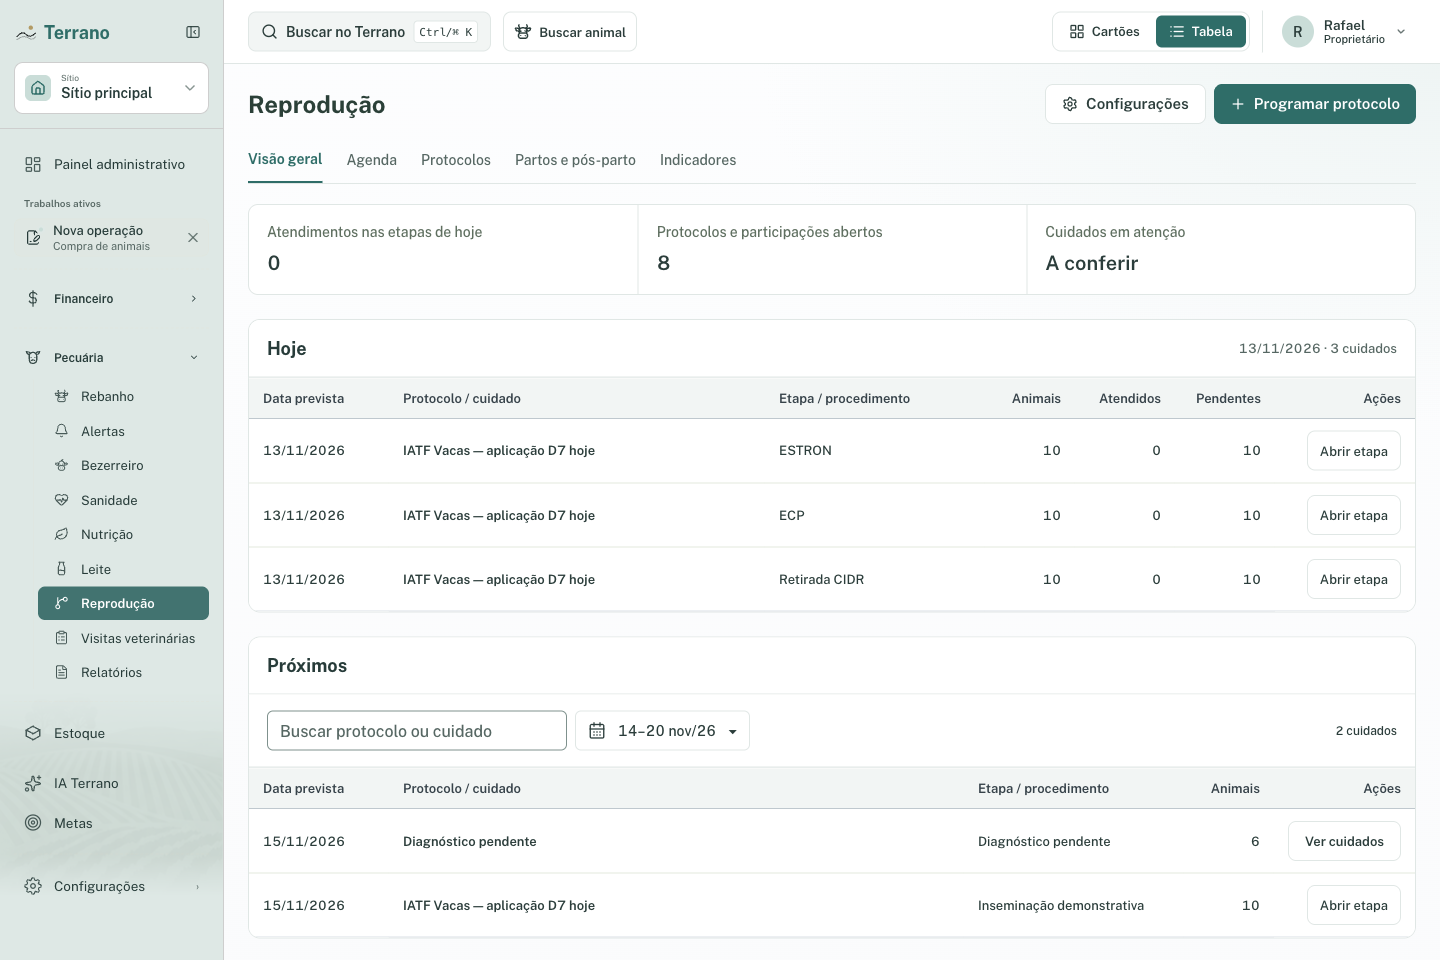 Terrano
Buscar no Terrano Ctrl/⌘ K
Buscar animal
Cartões
Tabela
R
Rafael
Proprietário
Sítio
Sítio principal
Painel administrativo
Trabalhos ativos
Nova operação
Compra de animais
Financeiro
Pecuária
Rebanho
Alertas
Bezerreiro
Sanidade
Nutrição
Leite
Reprodução
Visitas veterinárias
Relatórios
Estoque
IA Terrano
Metas
Configurações
Reprodução
Configurações
Programar protocolo
Visão geral Agenda Protocolos Partos e pós-parto Indicadores
Atendimentos nas etapas de hoje
0
Protocolos e participações abertos
8
Cuidados em atenção
A conferir
Hoje
13/11/2026 · 3 cuidados
Data prevista Protocolo / cuidado Etapa / procedimento Animais Atendidos Pendentes Ações
13/11/2026 IATF Vacas — aplicação D7 hoje ESTRON 10 0 10 Abrir etapa
13/11/2026 IATF Vacas — aplicação D7 hoje ECP 10 0 10 Abrir etapa
13/11/2026 IATF Vacas — aplicação D7 hoje Retirada CIDR 10 0 10 Abrir etapa
Próximos
Buscar protocolo ou cuidado
14–20 nov/26
2 cuidados
Data prevista Protocolo / cuidado Etapa / procedimento Animais Ações
15/11/2026 Diagnóstico pendente Diagnóstico pendente 6 Ver cuidados
15/11/2026 IATF Vacas — aplicação D7 hoje Inseminação demonstrativa 10 Abrir etapa